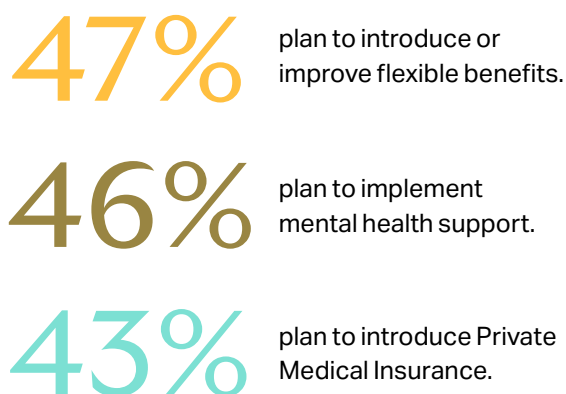 47%
plan to introduce or
improve flexible benefits.
46%
plan to implement
mental health support.
43%
plan to introduce Private
Medical Insurance.